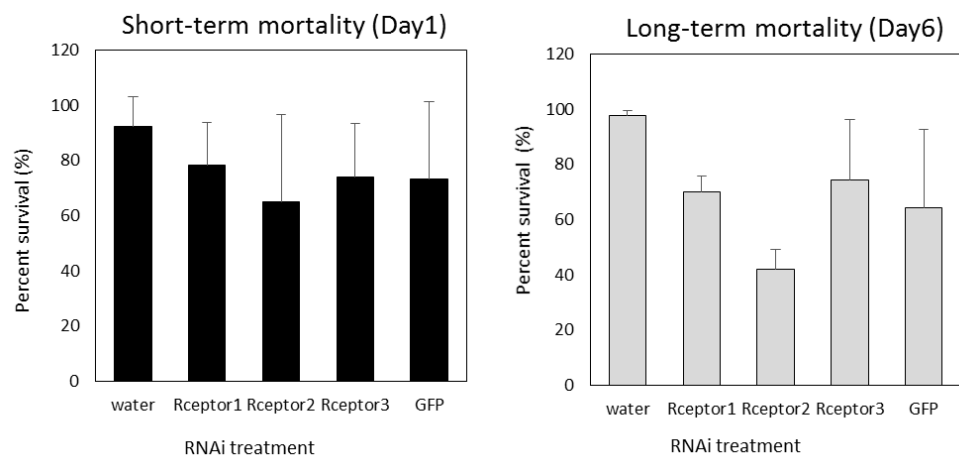 Short-term mortality (Day1)
120
100
80
60
40
20
0
Percent survival (%)
water Rceptor1 Rceptor2 Rceptor3 GFP
RNAi treatment
Long-term mortality (Day6)
120
100
80
60
40
20
0
Percent survival (%)
water Rceptor1 Rceptor2 Rceptor3 GFP
RNAi treatment